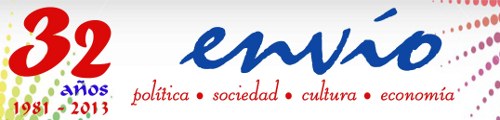 32
años
1981 - 2013
envío
política • sociedad • cultura • economía